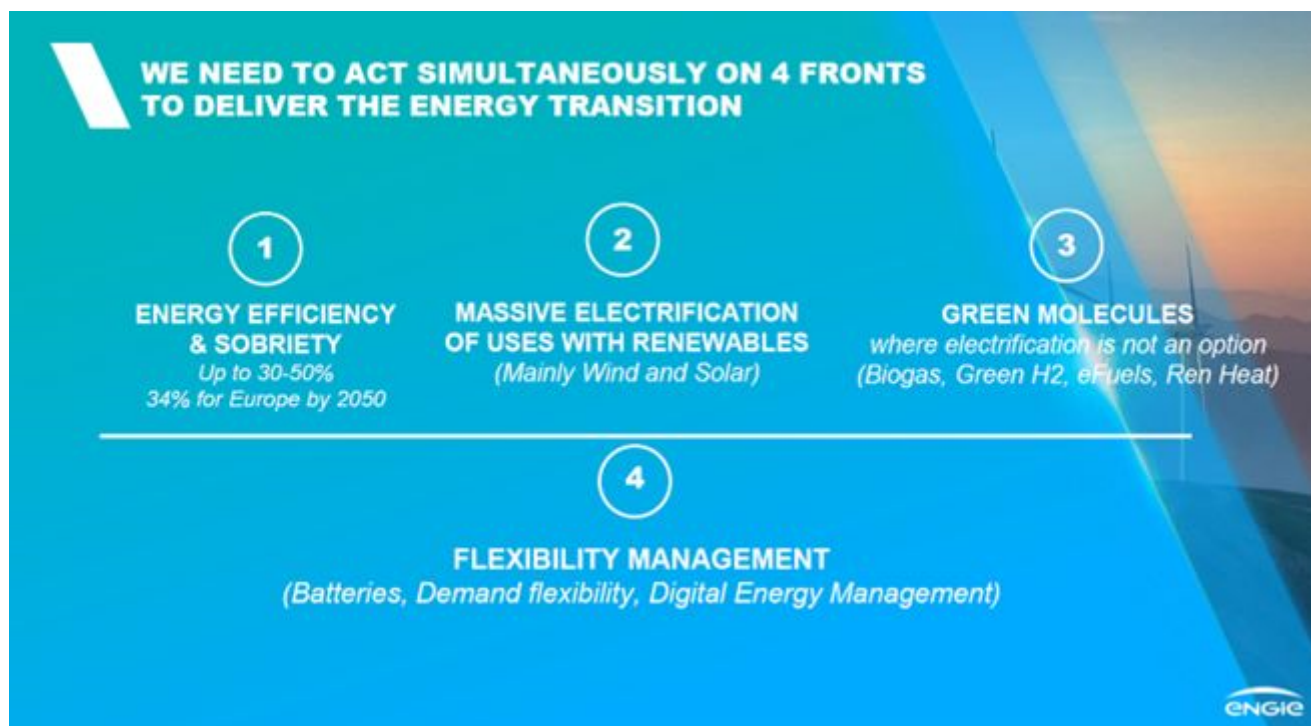 WE NEED TO ACT SIMULTANEOUSLY ON 4 FRONTS
TO DELIVER THE ENERGY TRANSITION
1
ENERGY EFFICIENCY
& SOBRIETY
Up to 30-50%
34% for Europe by 2050
2
MASSIVE ELECTRIFICATION
OF USES WITH RENEWABLES
(Mainly Wind and Solar)
3
GREEN MOLECULES
where electrification is not an option
(Biogas, Green H2, eFuels, Ren Heat)
4
FLEXIBILITY MANAGEMENT
(Batteries, Demand flexibility, Digital Energy Management)
ENGIE